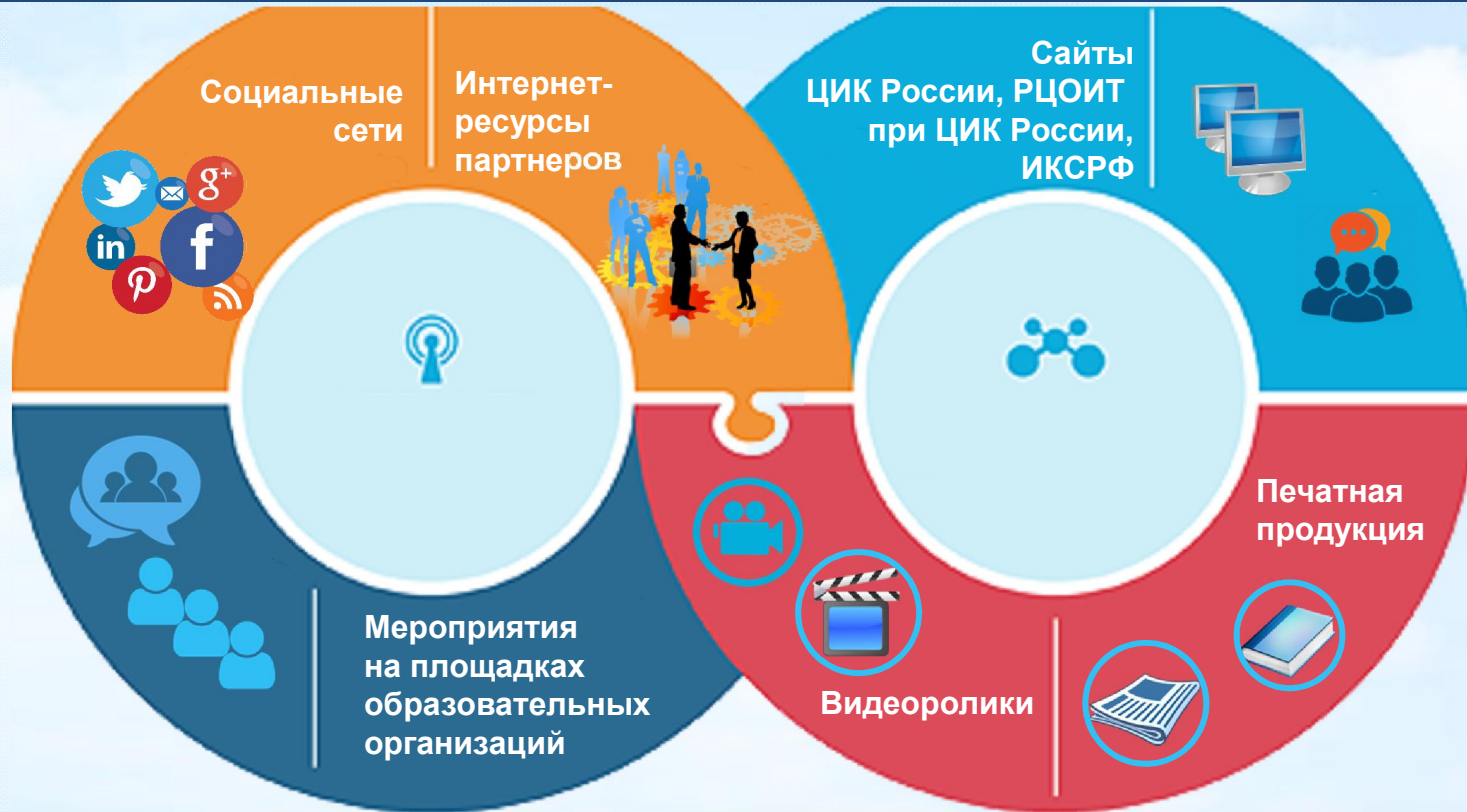 Социальные
сети
Интернет-
ресурсы
партнеров
Сайты
ЦИК России, РЦОИТ
при ЦИК России,
ИКСРФ
g+
in
f
Мероприятия
на площадках
образовательных
организаций
Видеоролики
Печатная
продукция